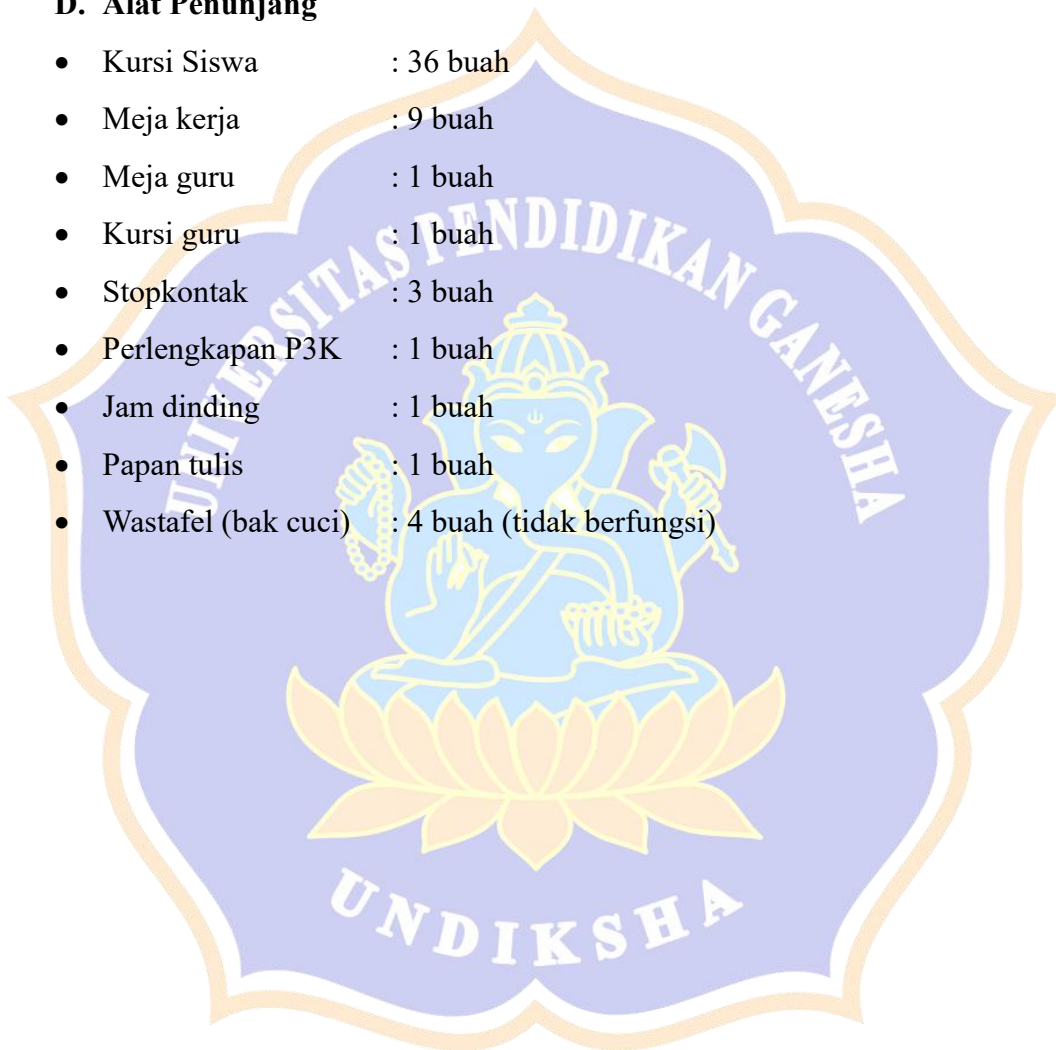 D. Alat Penunjang
• Kursi Siswa : 36 buah
• Meja kerja : 9 buah
• Meja guru : 1 buah
• Kursi guru : 1 buah
• Stopkontak : 3 buah
• Perlengkapan P3K : 1 buah
• Jam dinding : 1 buah
• Papan tulis : 1 buah
• Wastafel (bak cuci) : 4 buah (tidak berfungsi)
UNIVERSITAS PENDIDIKAN GANESHA
UNDIKSHA